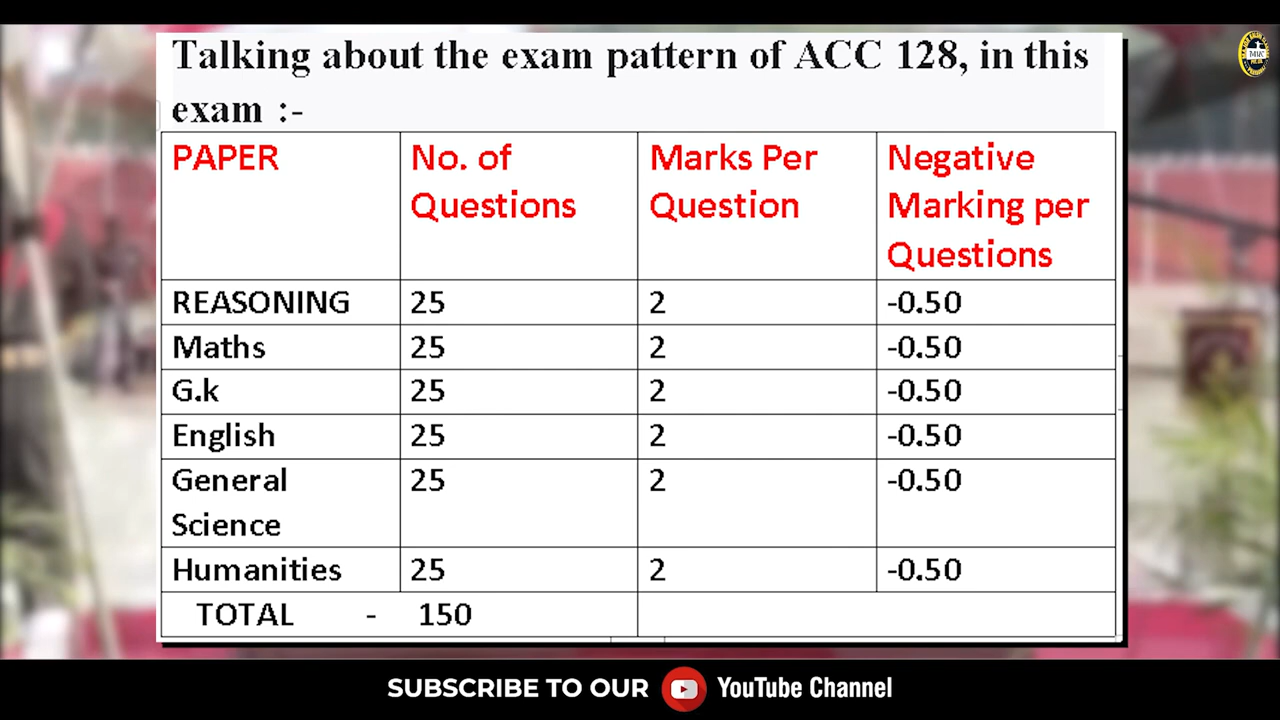 Talking about the exam pattern of ACC 128, in this
exam :-
PAPER No. of Questions Marks Per Question Negative Marking per Questions
REASONING 25 2 -0.50
Maths 25 2 -0.50
G.k 25 2 -0.50
English 25 2 -0.50
General Science 25 2 -0.50
Humanities 25 2 -0.50
TOTAL - 150
SUBSCRIBE TO OUR YouTube Channel